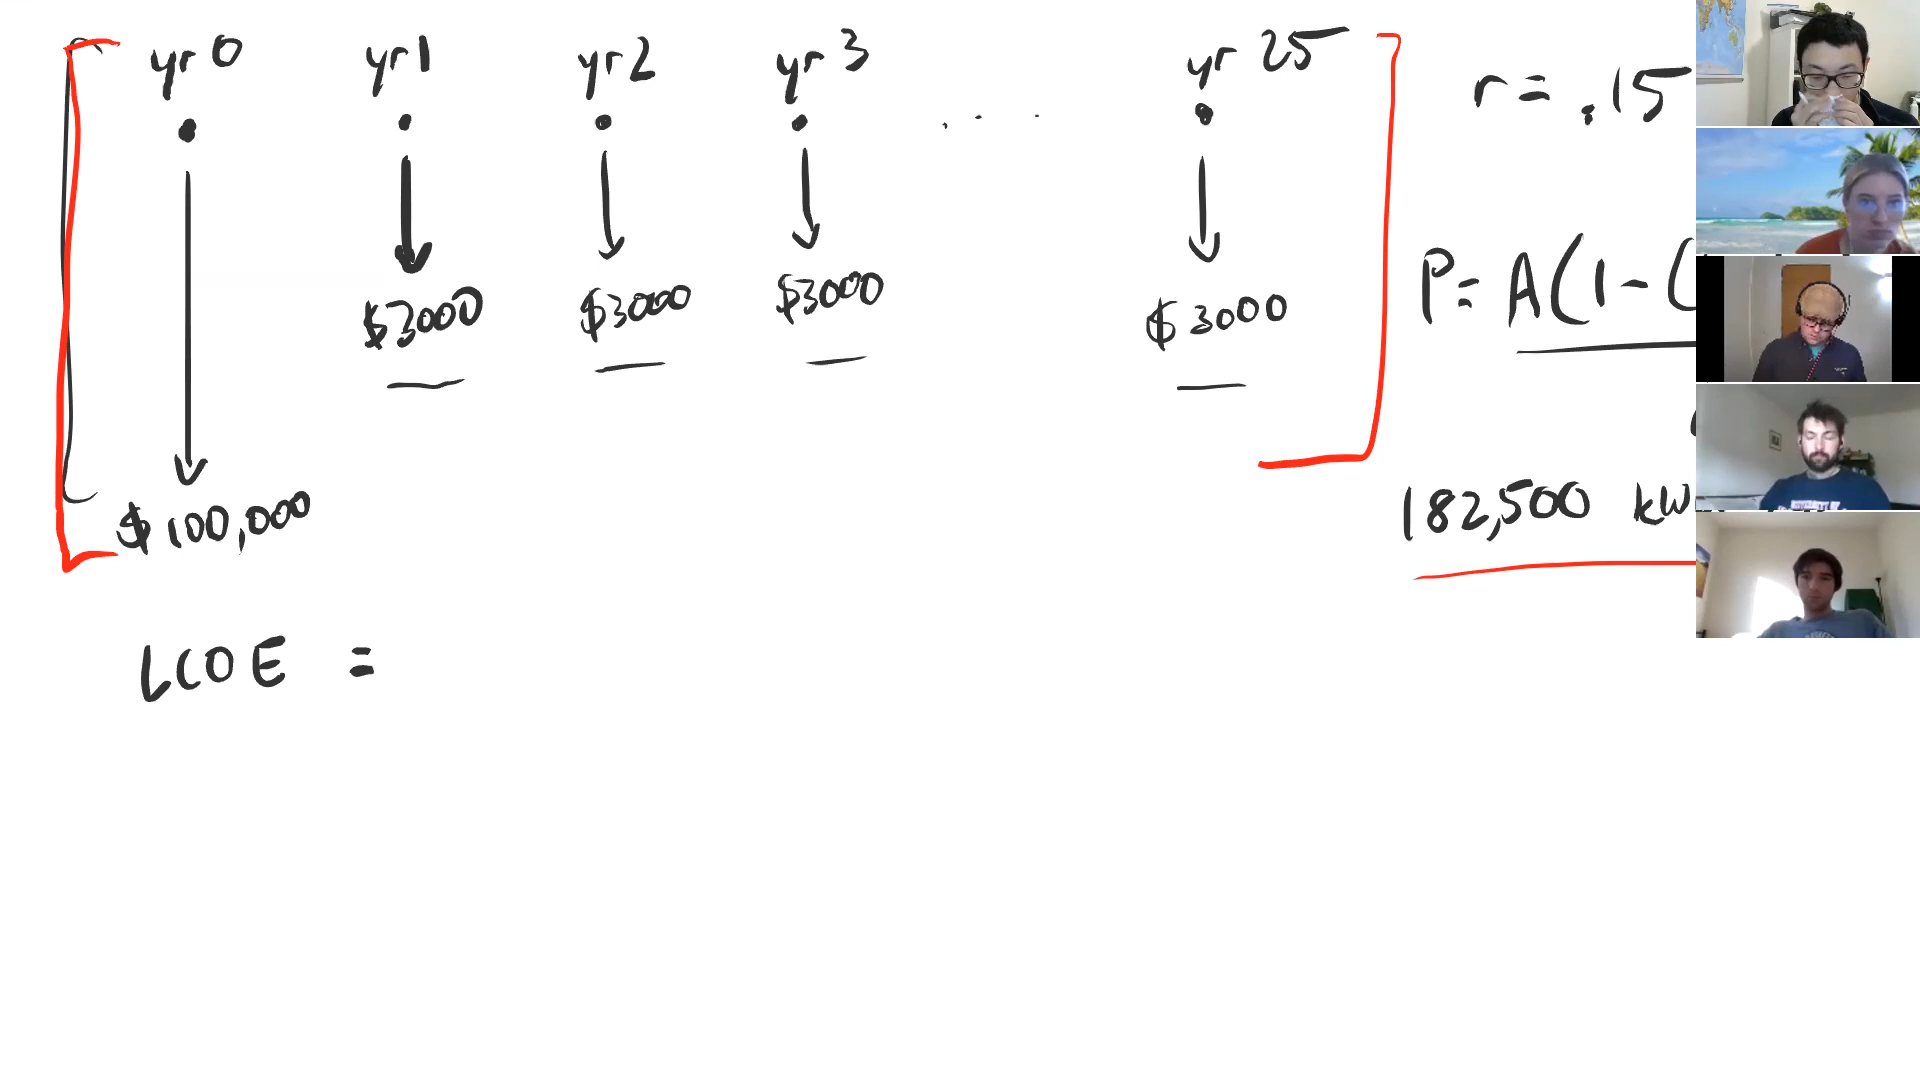 yr 0 yr 1 yr 2 yr 3 .... yr 25 r = .15
$3000 $3000 $3000 $3000 P = A(1 - (
$100,000 182,500 kW
LCOE =